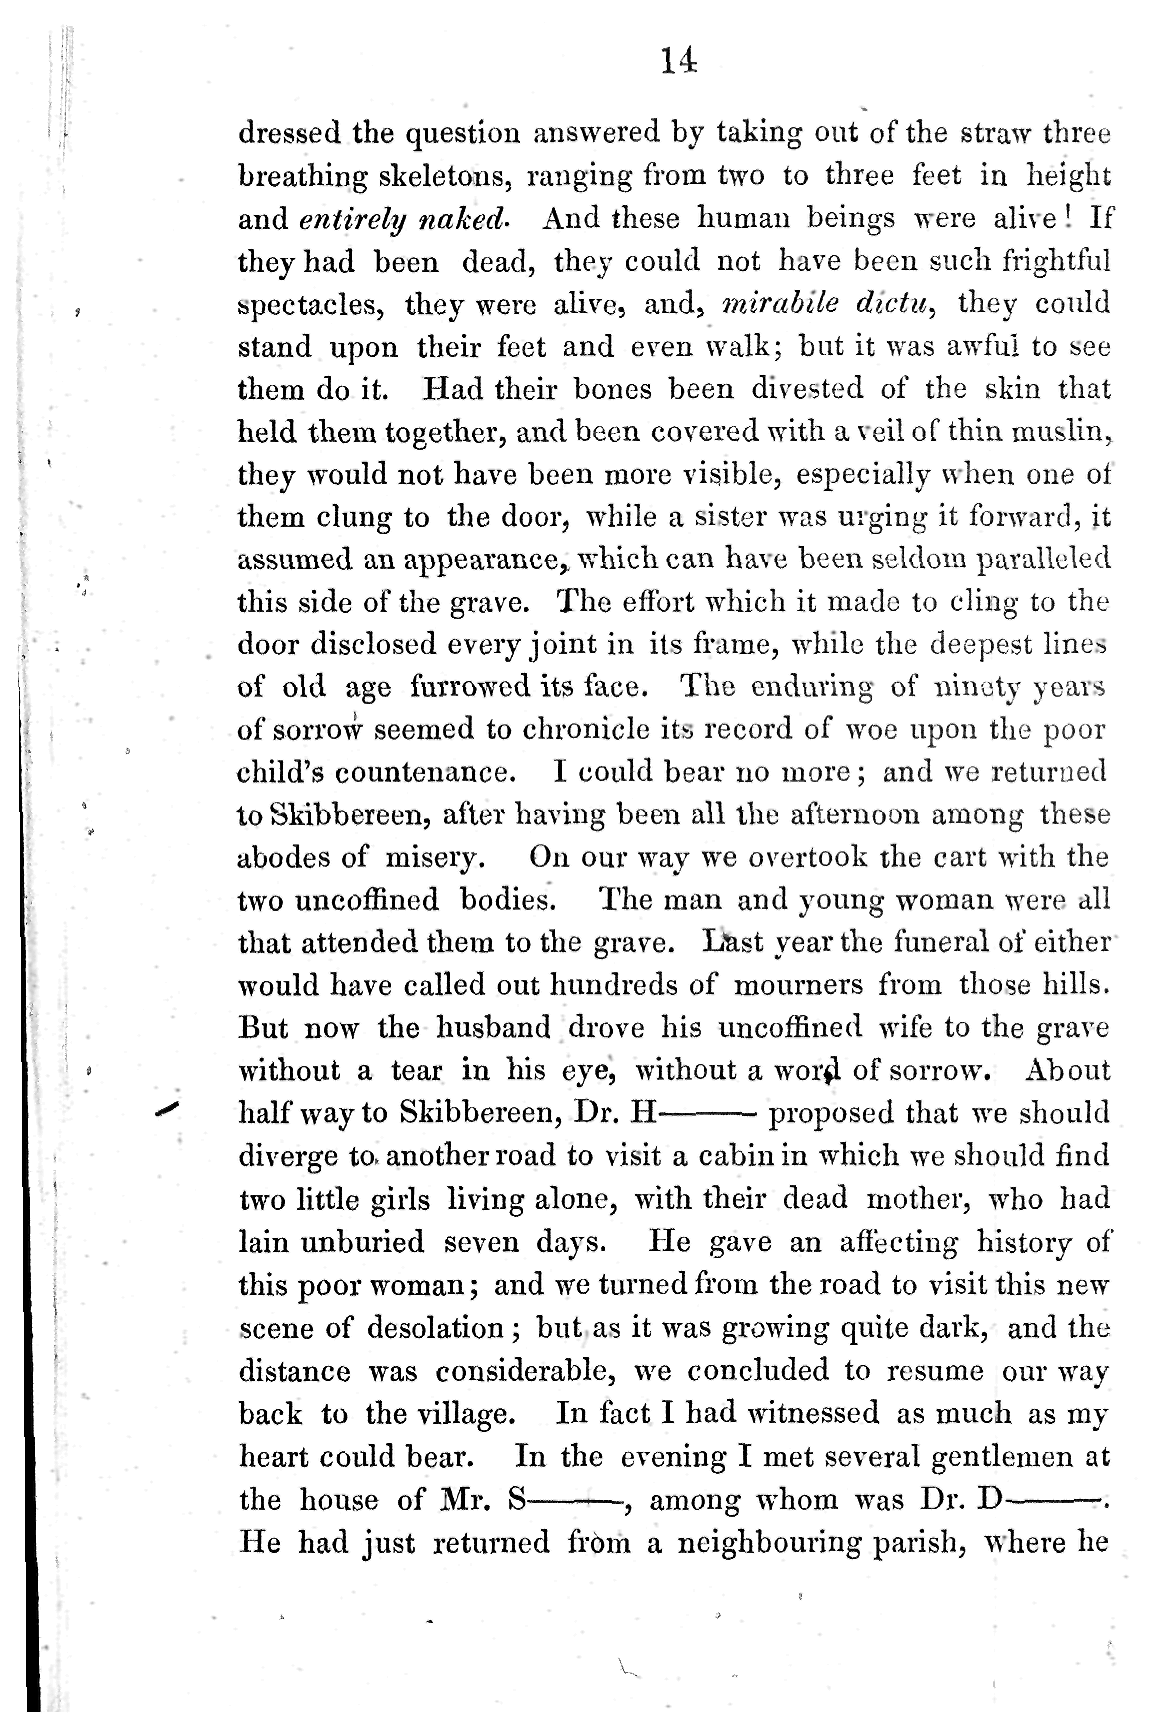 14
dressed the question answered by taking out of the straw three
breathing skeletons, ranging from two to three feet in height
and entirely naked. And these human beings were alive! If
they had been dead, they could not have been such frightful
spectacles, they were alive, and, mirabile dictu, they could
stand upon their feet and even walk; but it was awful to see
them do it. Had their bones been divested of the skin that
held them together, and been covered with a veil of thin muslin,
they would not have been more visible, especially when one of
them clung to the door, while a sister was urging it forward, it
assumed an appearance, which can have been seldom paralleled
this side of the grave. The effort which it made to cling to the
door disclosed every joint in its frame, while the deepest lines
of old age furrowed its face. The enduring of ninety years
of sorrow seemed to chronicle its record of woe upon the poor
child's countenance. I could bear no more; and we returned
to Skibbereen, after having been all the afternoon among these
abodes of misery. On our way we overtook the cart with the
two uncoffined bodies. The man and young woman were all
that attended them to the grave. Last year the funeral of either
would have called out hundreds of mourners from those hills.
But now the husband drove his uncoffined wife to the grave
without a tear in his eye, without a word of sorrow. About
half way to Skibbereen, Dr. H——— proposed that we should
diverge to another road to visit a cabin in which we should find
two little girls living alone, with their dead mother, who had
lain unburied seven days. He gave an affecting history of
this poor woman; and we turned from the road to visit this new
scene of desolation; but as it was growing quite dark, and the
distance was considerable, we concluded to resume our way
back to the village. In fact I had witnessed as much as my
heart could bear. In the evening I met several gentlemen at
the house of Mr. S———, among whom was Dr. D———.
He had just returned from a neighbouring parish, where he